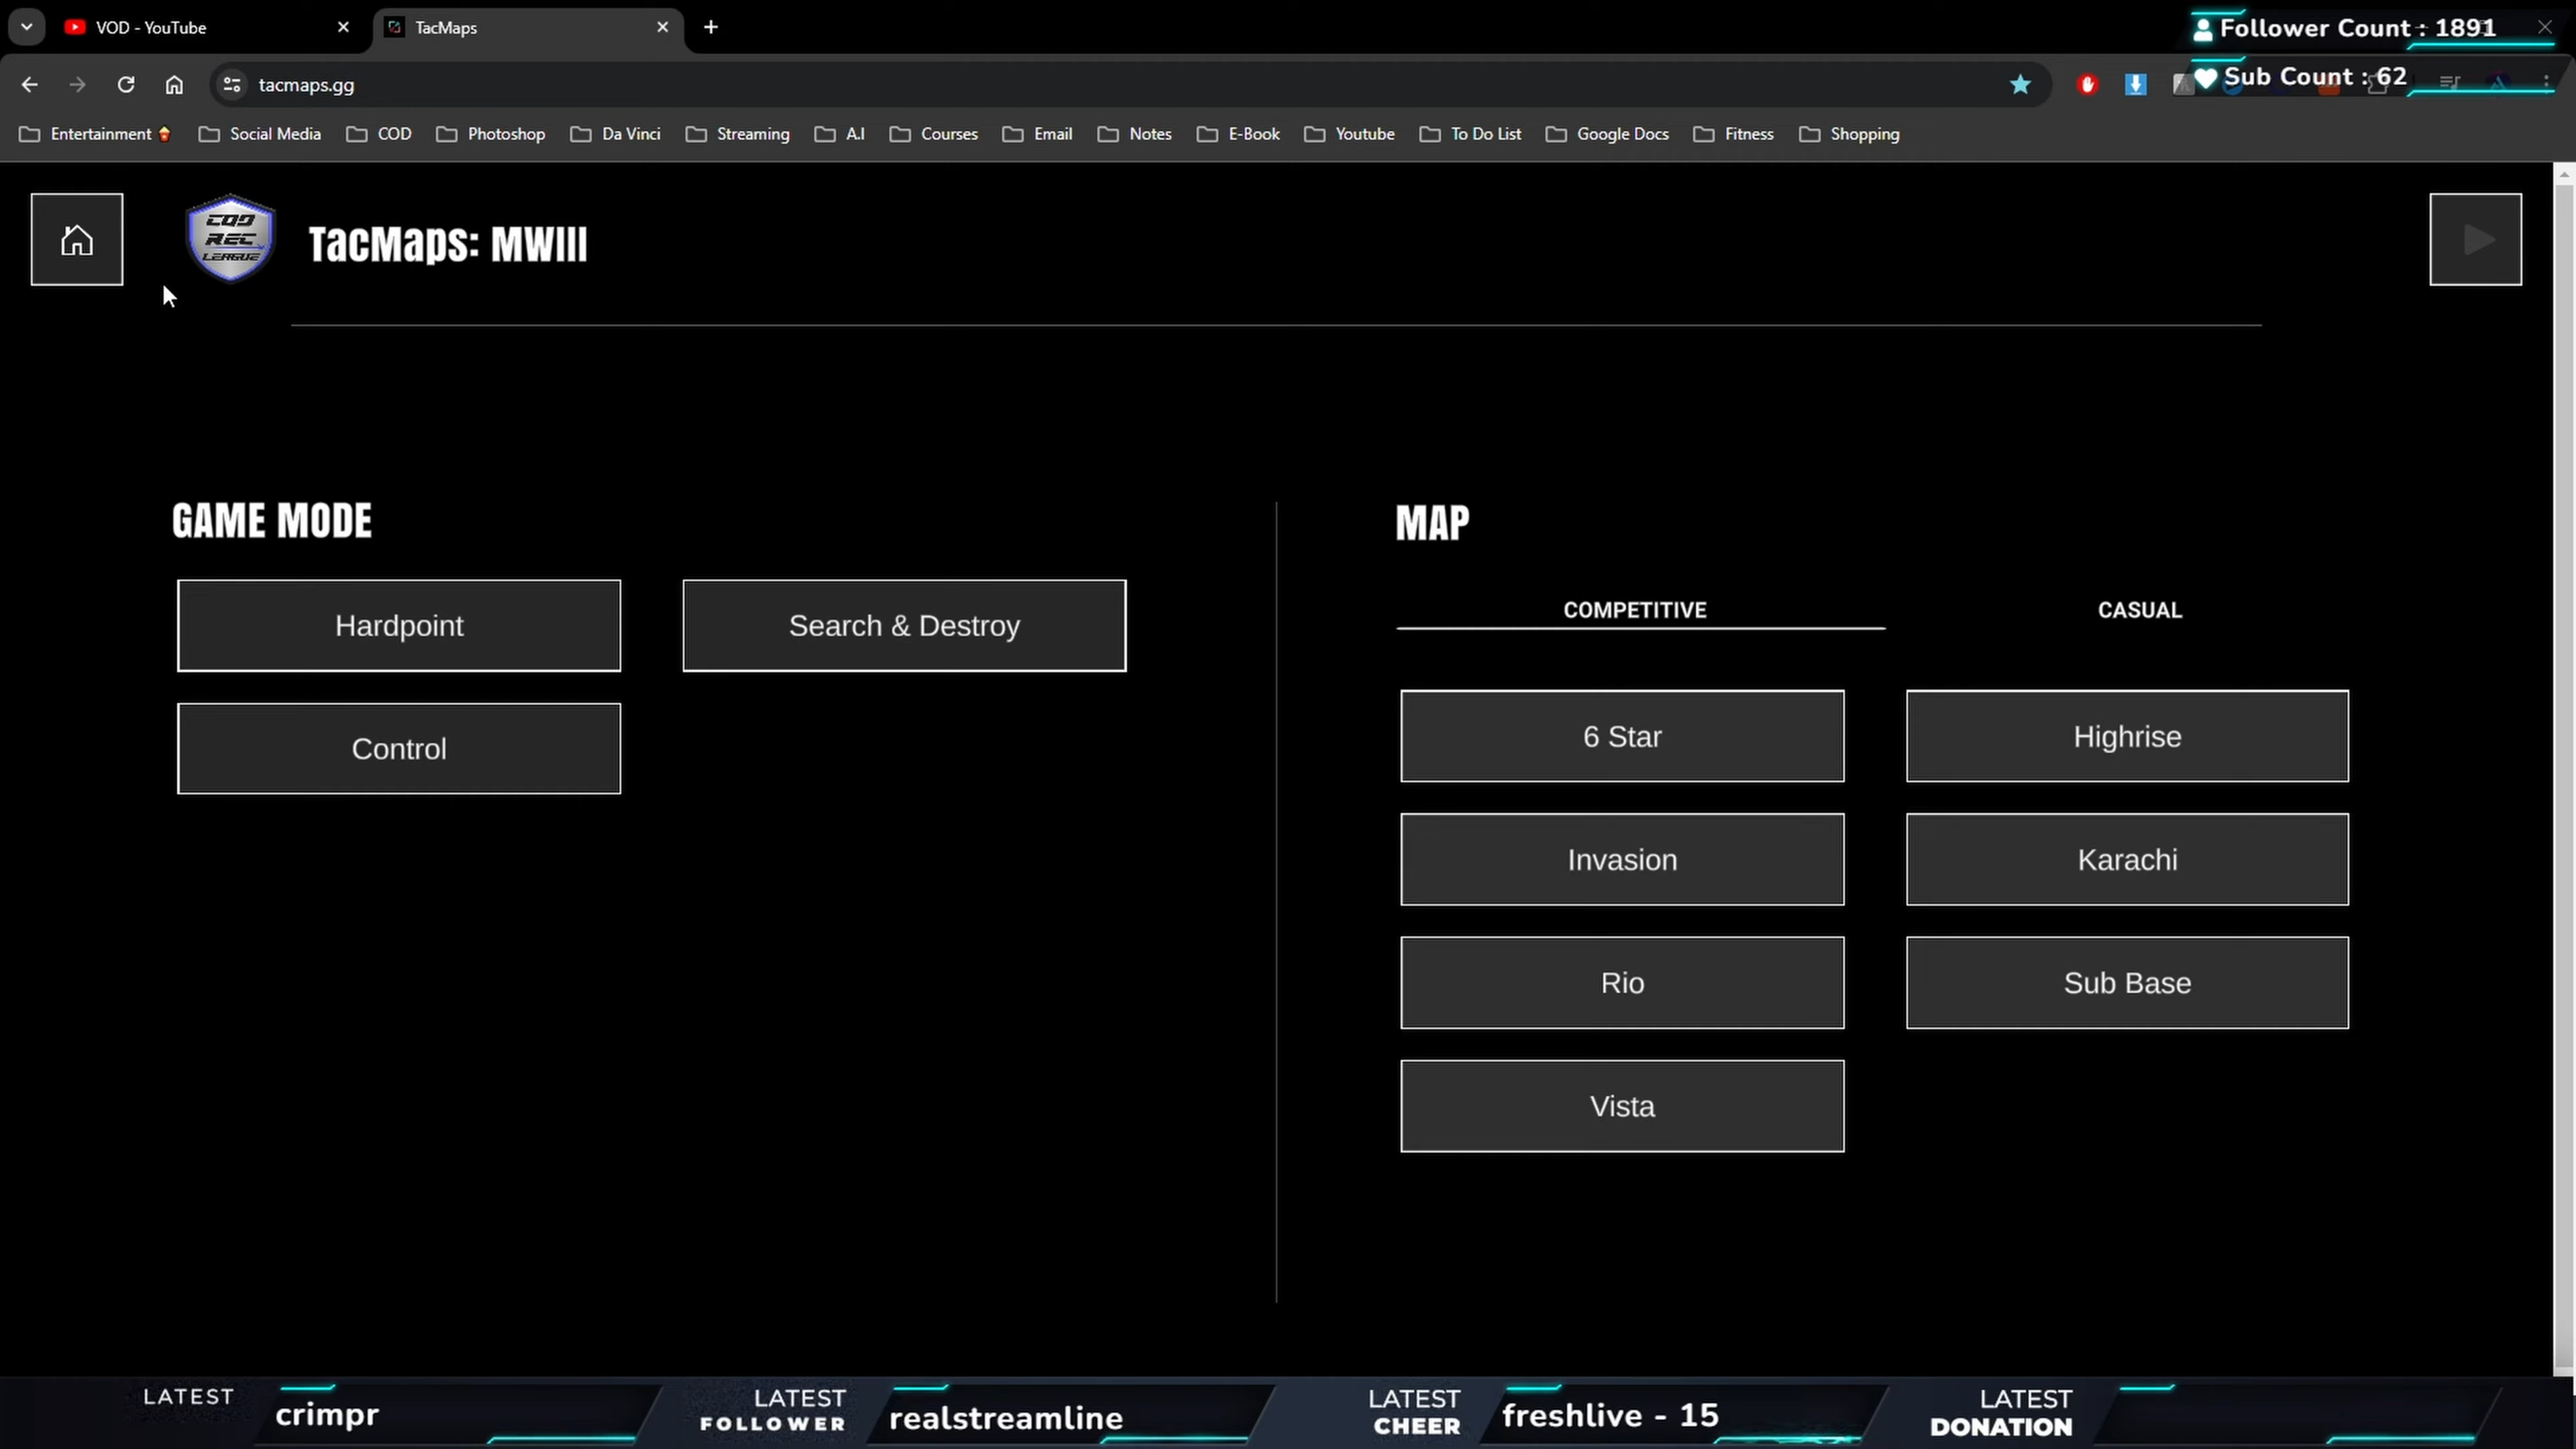 VOD - YouTube
TacMaps
Follower Count : 1891
tacmaps.gg
Sub Count : 62
Entertainment
Social Media
COD
Photoshop
Da Vinci
Streaming
A.I
Courses
Email
Notes
E-Book
Youtube
To Do List
Google Docs
Fitness
Shopping
COD
REC
LEAGUE
TacMaps: MWIII
GAME MODE
Hardpoint
Search & Destroy
Control
MAP
COMPETITIVE
CASUAL
6 Star
Highrise
Invasion
Karachi
Rio
Sub Base
Vista
LATEST
crimpr
LATEST
FOLLOWER
realstreamline
LATEST
CHEER
freshlive - 15
LATEST
DONATION